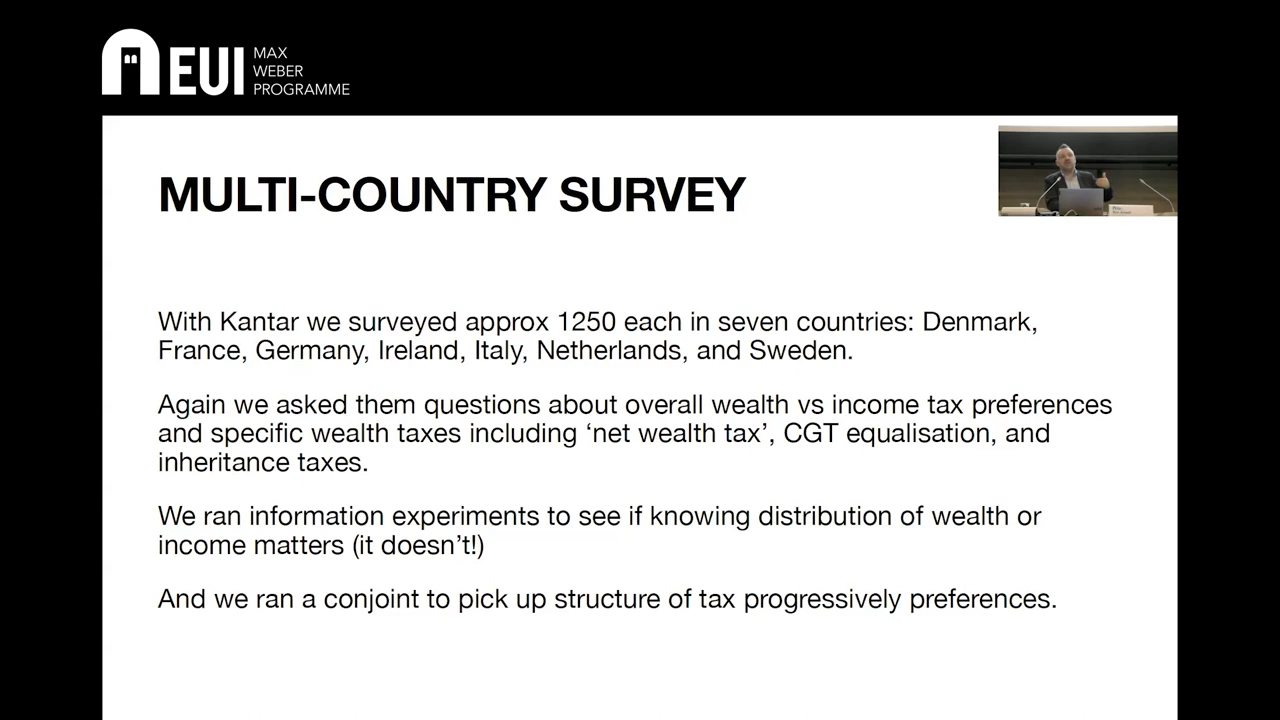 EUI
MAX
WEBER
PROGRAMME
MULTI-COUNTRY SURVEY
With Kantar we surveyed approx 1250 each in seven countries: Denmark,
France, Germany, Ireland, Italy, Netherlands, and Sweden.
Again we asked them questions about overall wealth vs income tax preferences
and specific wealth taxes including ‘net wealth tax’, CGT equalisation, and
inheritance taxes.
We ran information experiments to see if knowing distribution of wealth or
income matters (it doesn’t!)
And we ran a conjoint to pick up structure of tax progressively preferences.